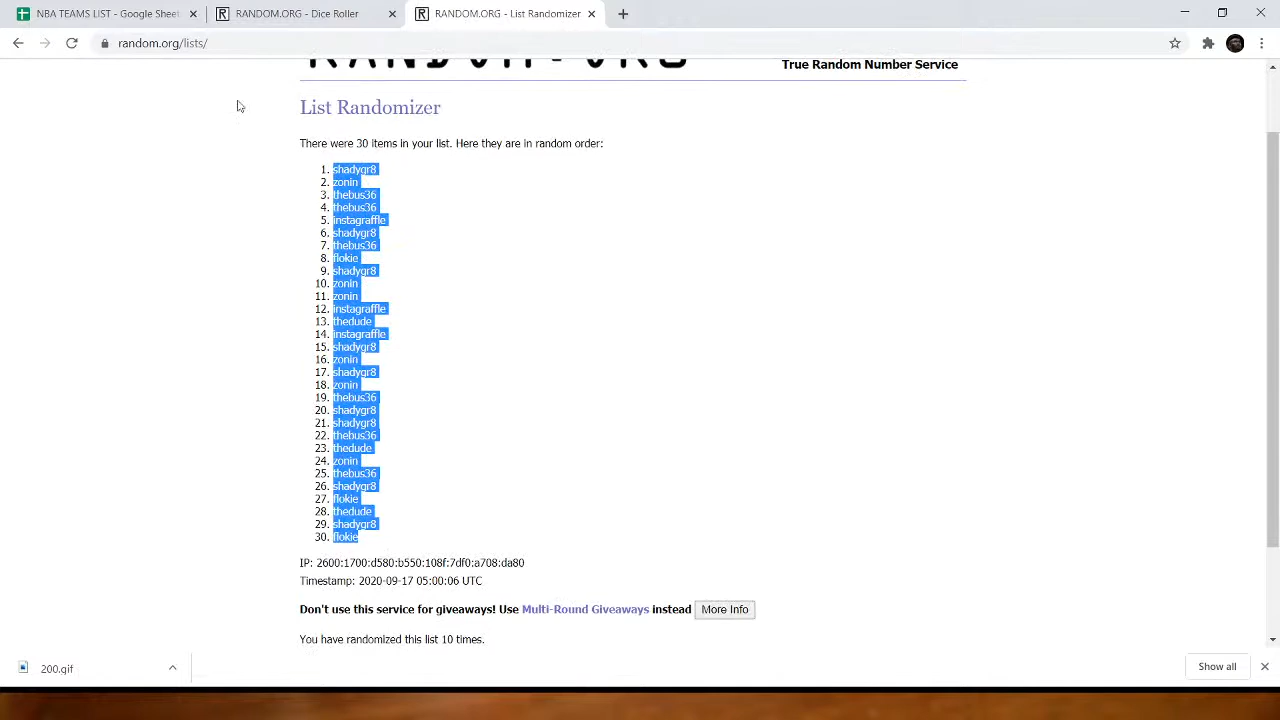 NBA TEAMS LIST - Google Sheet
RANDOM.ORG - Dice Roller
RANDOM.ORG - List Randomizer
random.org/lists/
RANDOM.ORG
True Random Number Service
List Randomizer
There were 30 items in your list. Here they are in random order:
1. shadygr8
2. zonin
3. thebus36
4. thebus36
5. instagraffle
6. shadygr8
7. thebus36
8. flokie
9. shadygr8
10. zonin
11. zonin
12. instagraffle
13. thedude
14. instagraffle
15. shadygr8
16. zonin
17. shadygr8
18. zonin
19. thebus36
20. shadygr8
21. shadygr8
22. thebus36
23. thedude
24. zonin
25. thebus36
26. shadygr8
27. flokie
28. thedude
29. shadygr8
30. flokie
IP: 2600:1700:d580:b550:108f:7df0:a708:da80
Timestamp: 2020-09-17 05:00:06 UTC
Don't use this service for giveaways! Use Multi-Round Giveaways instead More Info
You have randomized this list 10 times.
200.gif
Show all